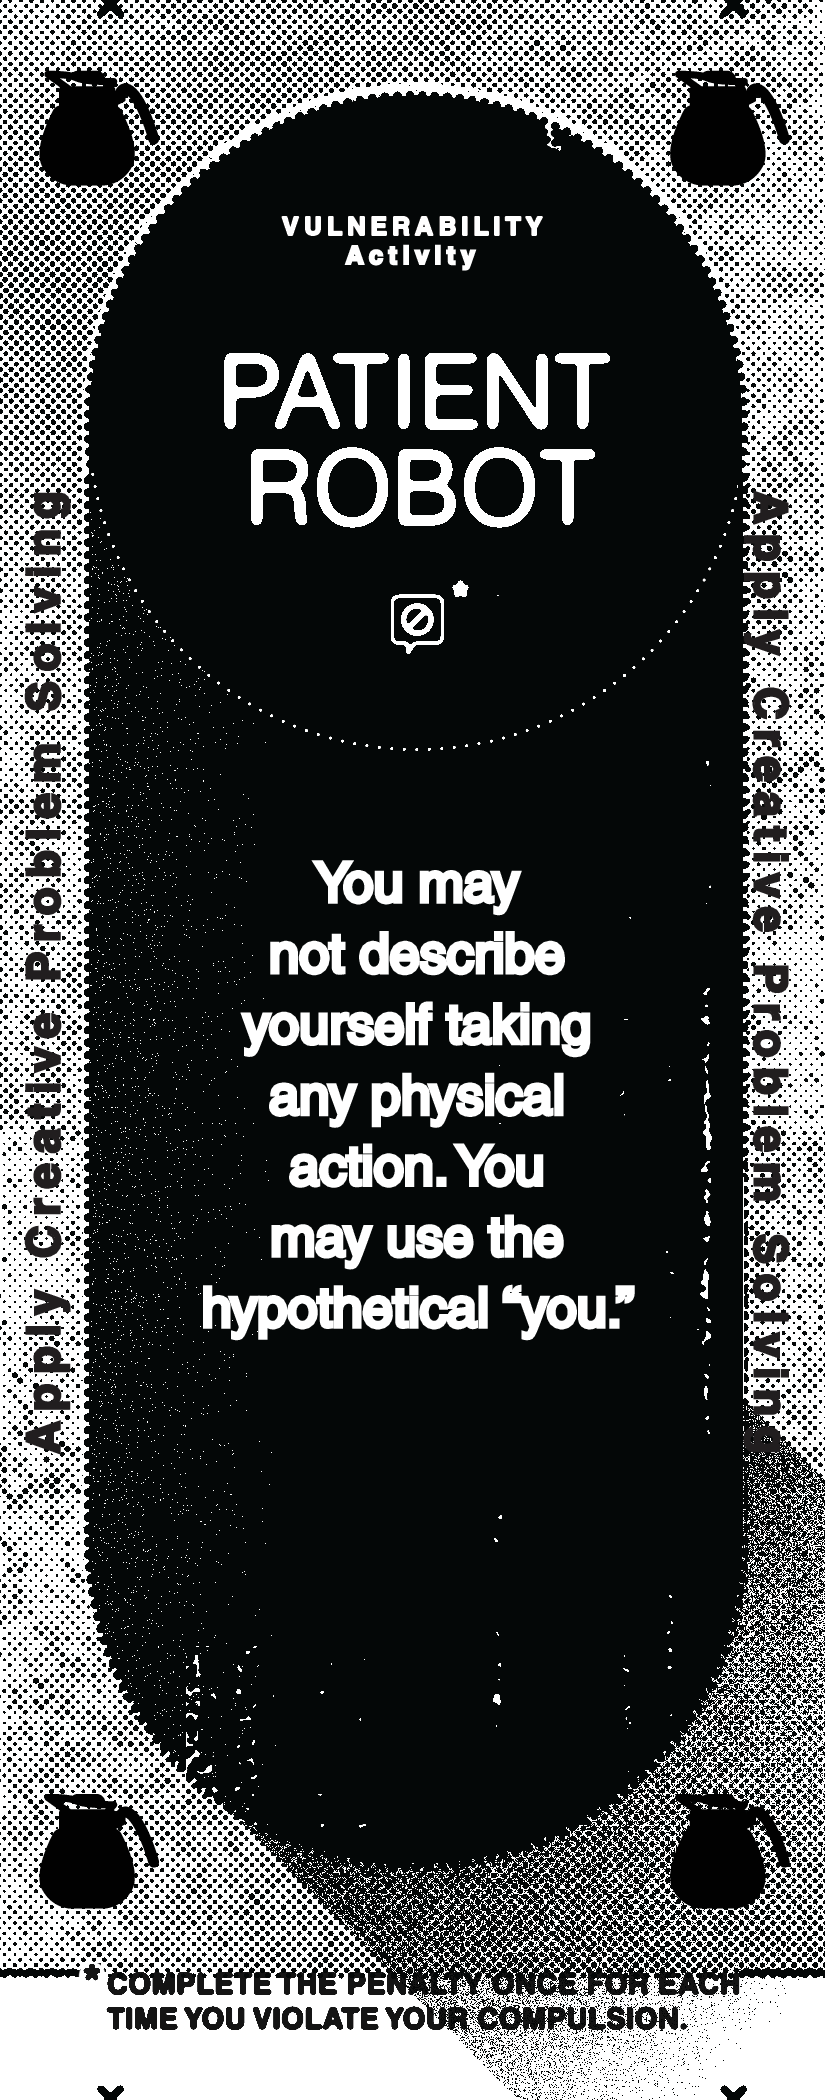 VULNERABILITY
Activity
PATIENT
ROBOT
*
Apply Creative Problem Solving
Apply Creative Problem Solving
You may
not describe
yourself taking
any physical
action. You
may use the
hypothetical “you.”
* COMPLETE THE PENALTY ONCE FOR EACH
TIME YOU VIOLATE YOUR COMPULSION.